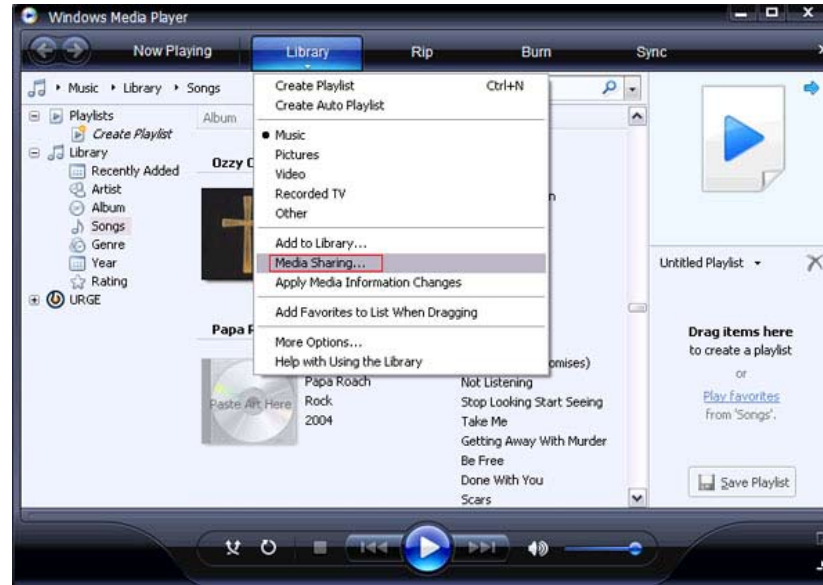 Windows Media Player
Now Playing
Library
Rip
Burn
Sync
Music
Library
Songs
Playlists
Create Playlist
Library
Recently Added
Artist
Album
Songs
Genre
Year
Rating
URGE
Album
Ozzy
Papa
Paste Art Here
Papa Roach
Rock
2004
Create Playlist Ctrl+N
Create Auto Playlist
Music
Pictures
Video
Recorded TV
Other
Add to Library...
Media Sharing...
Apply Media Information Changes
Add Favorites to List When Dragging
More Options...
Help with Using the Library
omises)
Not Listening
Stop Looking Start Seeing
Take Me
Getting Away With Murder
Be Free
Done With You
Scars
Untitled Playlist
Drag items here
to create a playlist
or
Play favorites
from 'Songs'.
Save Playlist